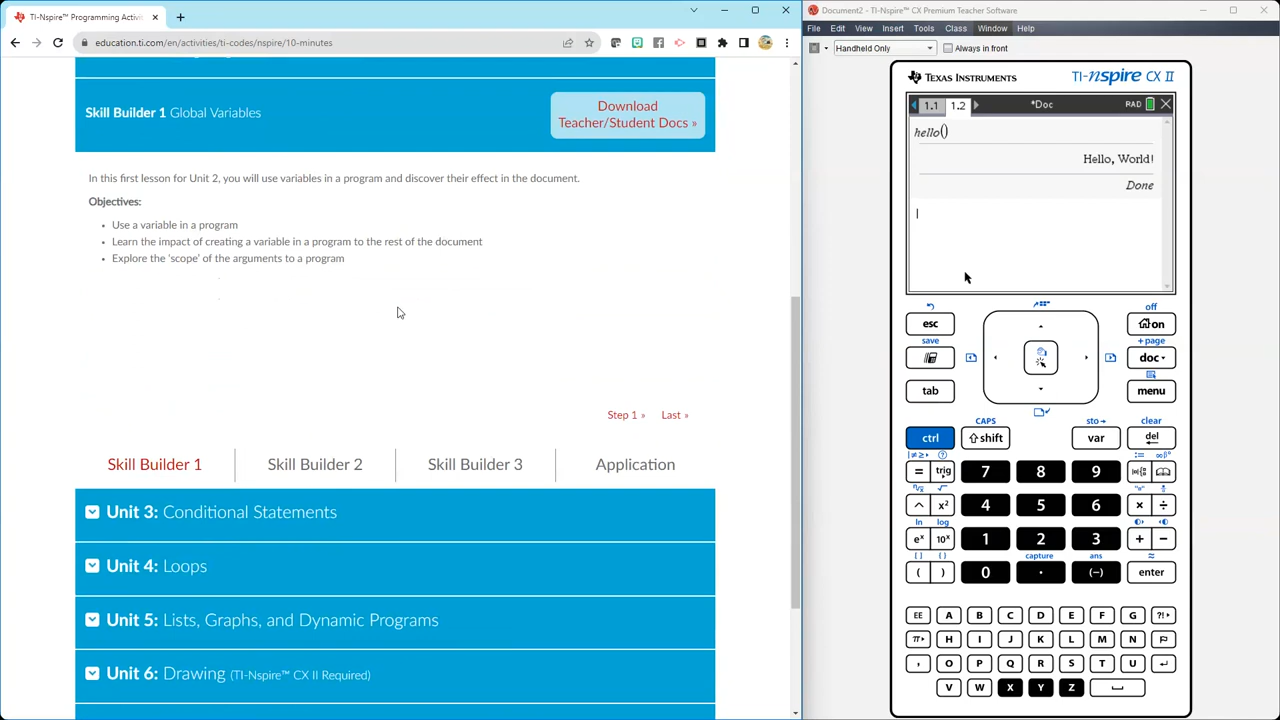 TI-Nspire™ Programming Activ
education.ti.com/en/activities/ti-codes/nspire/10-minutes
Skill Builder 1 Global Variables
Download
Teacher/Student Docs »
In this first lesson for Unit 2, you will use variables in a program and discover their effect in the document.
Objectives:
Use a variable in a program
Learn the impact of creating a variable in a program to the rest of the document
Explore the 'scope' of the arguments to a program
Step 1 » Last »
Skill Builder 1 Skill Builder 2 Skill Builder 3 Application
Unit 3: Conditional Statements
Unit 4: Loops
Unit 5: Lists, Graphs, and Dynamic Programs
Unit 6: Drawing (TI-Nspire™ CX II Required)
Document2 - TI-Nspire™ CX Premium Teacher Software
File Edit View Insert Tools Class Window Help
Handheld Only Always in front
TEXAS INSTRUMENTS TI-nspire CX II
1.1 1.2 *Doc RAD
hello()
Hello, World!
Done
off
esc on
save + page
doc
tab menu
CAPS sto→ clear
ctrl shift var del
= trig 7 8 9
^ x² 4 5 6 × ÷
ln log
eˣ 10ˣ 1 2 3 + −
[ ] { } capture ans ≈
( ) 0 . (−) enter
EE A B C D E F G ?!▸
π▸ H I J K L M N
, O P Q R S T U ↵
V W X Y Z